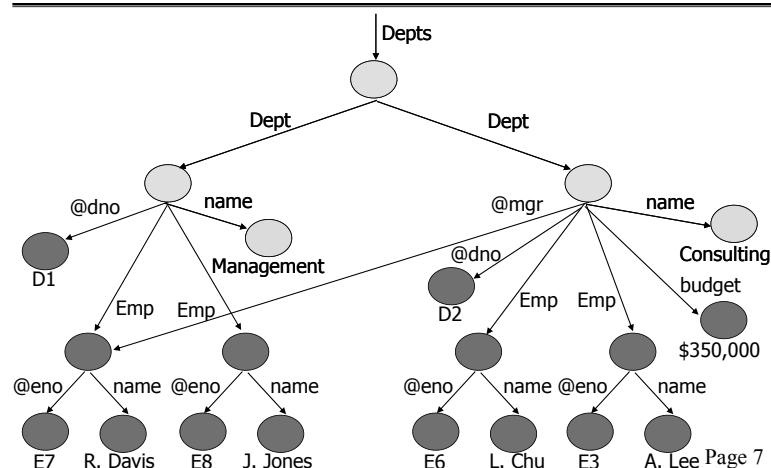 Depts
Dept Dept
@dno name @mgr name
Management @dno Consulting
D1 budget
Emp Emp D2 Emp Emp
$350,000
@eno name @eno name @eno name @eno name
E7 R. Davis E8 J. Jones E6 L. Chu E3 A. Lee Page 7